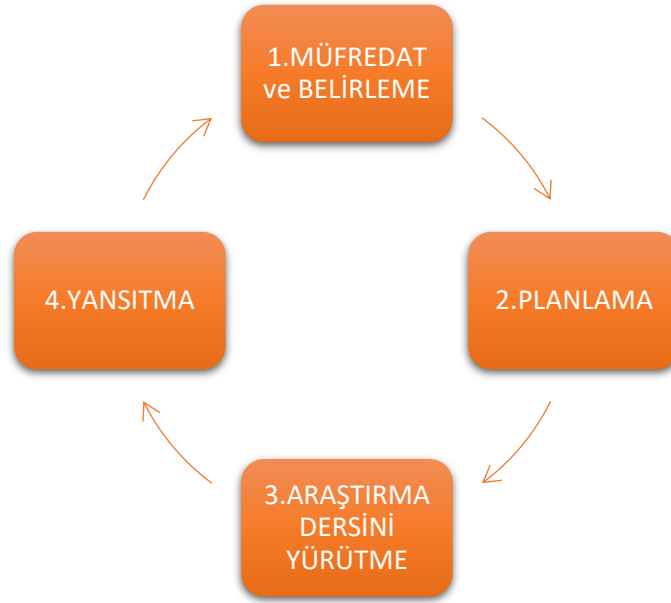 1.MÜFREDAT
ve BELİRLEME
2.PLANLAMA
3.ARAŞTIRMA
DERSİNİ
YÜRÜTME
4.YANSITMA